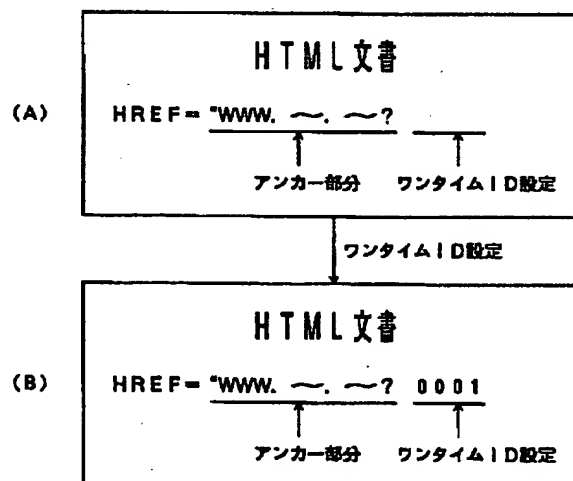 HTML文書
(A) HREF="WWW. ～. ～?
アンカー部分 ワンタイムID設定
ワンタイムID設定
HTML文書
(B) HREF="WWW. ～. ～? 0001
アンカー部分 ワンタイムID設定